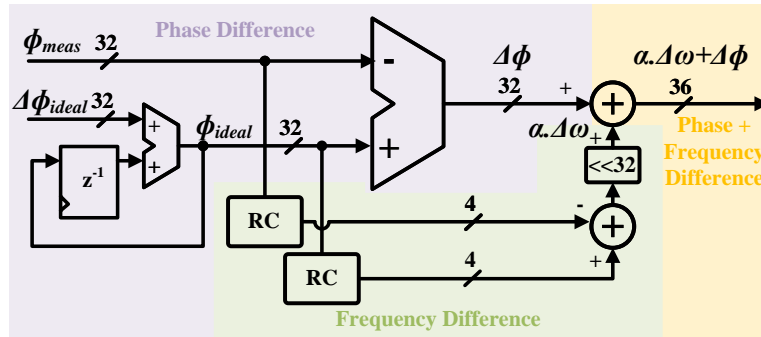 Phase Difference
ϕmeas 32
Δϕideal 32
+
+
z-1
ϕideal 32
-
+
Δϕ
32
+
+
α.Δω
α.Δω+Δϕ
36
+
Phase +
Frequency
Difference
<<32
RC
4
-
+
RC
4
+
Frequency Difference